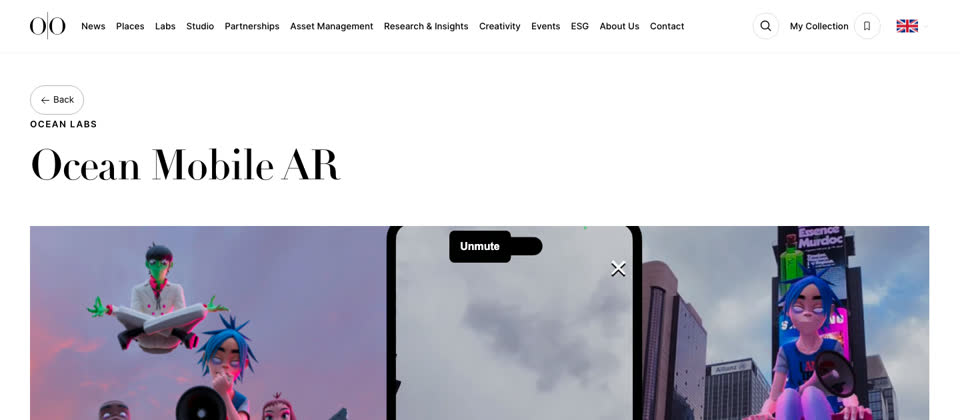 O|O
News Places Labs Studio Partnerships Asset Management Research & Insights Creativity Events ESG About Us Contact
My Collection
← Back
OCEAN LABS
Ocean Mobile AR
Unmute
Essence
Murdoc
Allianz